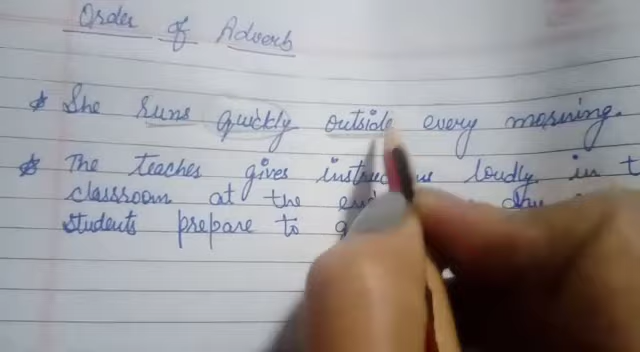 Order of Adverb
She runs quickly outside every morning.
The teacher gives loudly in
classroom at the end
students prepare to